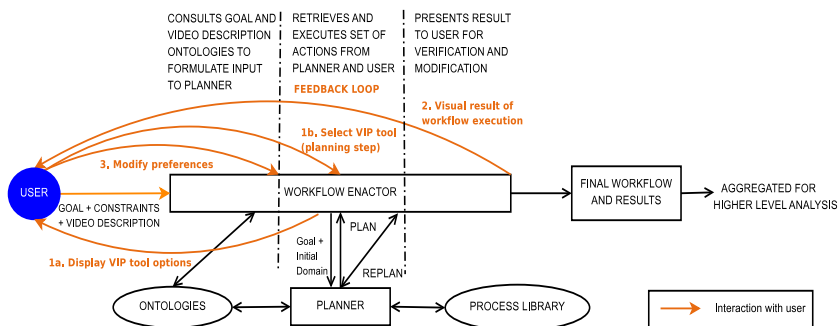 CONSULTS GOAL AND
VIDEO DESCRIPTION
ONTOLOGIES TO
FORMULATE INPUT
TO PLANNER
RETRIEVES AND
EXECUTES SET OF
ACTIONS FROM
PLANNER AND USER
PRESENTS RESULT
TO USER FOR
VERIFICATION AND
MODIFICATION
FEEDBACK LOOP
2, Visual result of
workflow execution
1b, Select VIP tool
(planning step)
3, Modify preferences
USER
WORKFLOW ENACTOR
FINAL WORKFLOW
AND RESULTS
AGGREGATED FOR
HIGHER LEVEL ANALYSIS
GOAL + CONSTRAINTS
+ VIDEO DESCRIPTION
1a, Display VIP tool options
Goal +
Initial
Domain
PLAN
REPLAN
ONTOLOGIES
PLANNER
PROCESS LIBRARY
Interaction with user